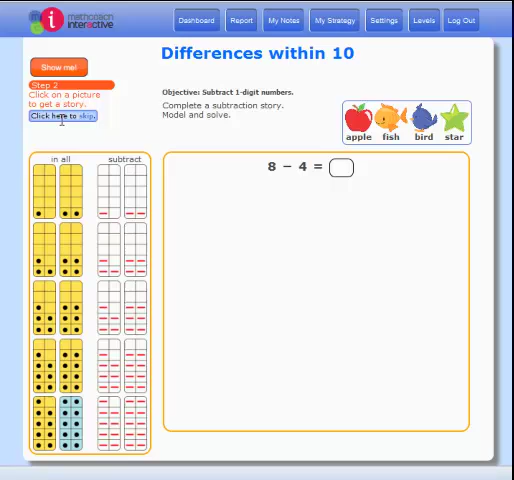 mathcoition
interactive
Dashboard
Report
My Notes
My Strategy
Settings
Levels
Log Out
Differences within 10
Show me!
Step 2
Click on a picture
to get a story.
Click here to skip.
Objective: Subtract 1-digit numbers.
Complete a subtraction story.
Model and solve.
apple fish bird star
in all subtract
8 − 4 =